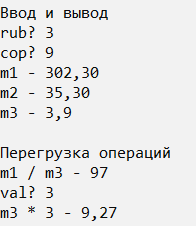 Ввод и вывод
rub? 3
cop? 9
m1 - 302,30
m2 - 35,30
m3 - 3,9
Перегрузка операций
m1 / m3 - 97
val? 3
m3 * 3 - 9,27